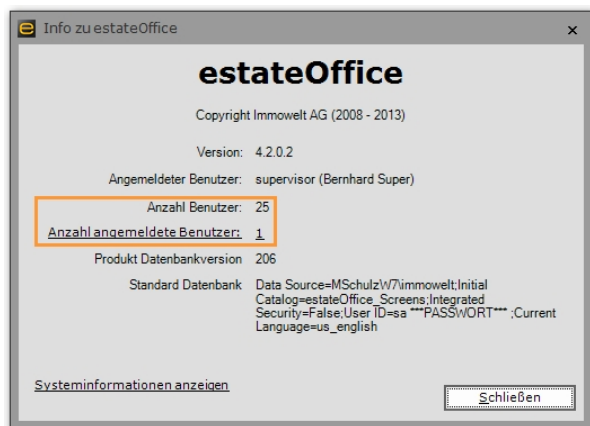 Info zu estateOffice
estateOffice
Copyright Immowelt AG (2008 - 2013)
Version: 4.2.0.2
Angemeldeter Benutzer: supervisor (Bernhard Super)
Anzahl Benutzer: 25
Anzahl angemeldete Benutzer: 1
Produkt Datenbankversion 206
Standard Datenbank Data Source=MSchulzW7\immowelt;Initial
Catalog=estateOffice_Screens;Integrated
Security=False;User ID=sa ***PASSWORT*** ;Current
Language=us_english
Systeminformationen anzeigen
Schließen